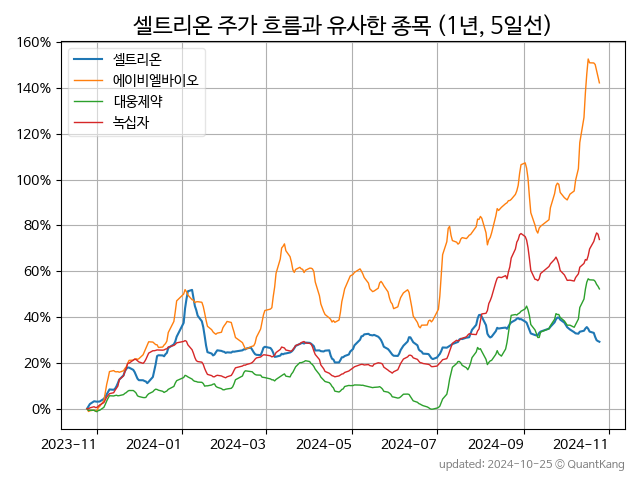 셀트리온 주가 흐름과 유사한 종목 (1년, 5일선)
160%
140%
120%
100%
80%
60%
40%
20%
0%
셀트리온
에이비엘바이오
대웅제약
녹십자
2023-11 2024-01 2024-03 2024-05 2024-07 2024-09 2024-11
updated: 2024-10-25 © QuantKang